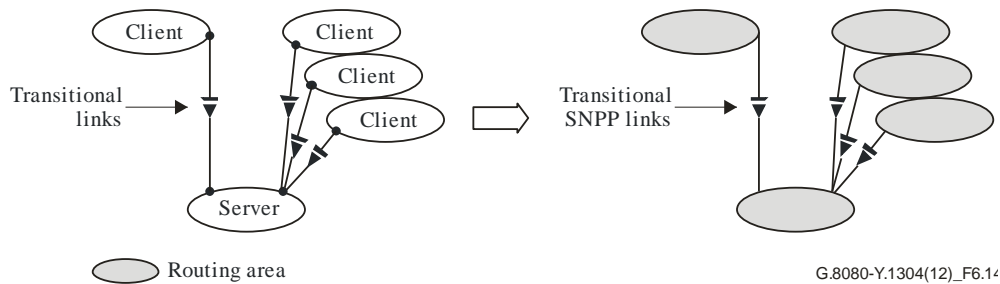 Client
Client
Client
Client
Transitional
links
Server
Transitional
SNPP links
Routing area
G.8080-Y.1304(12)_F6.14